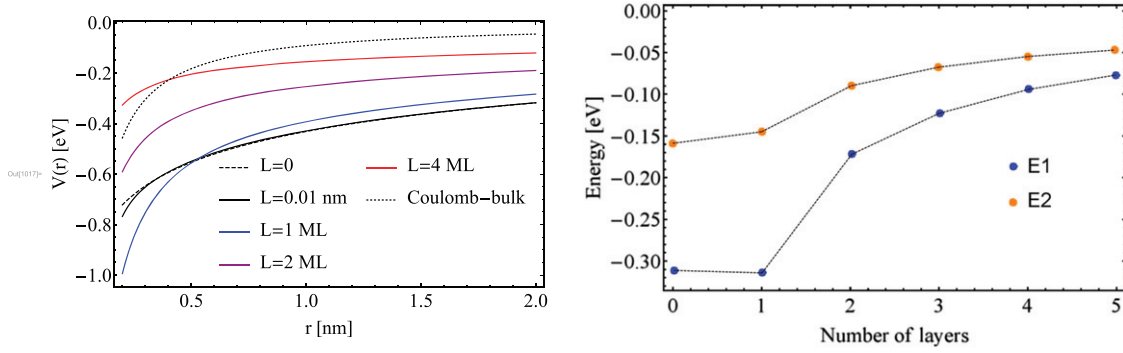 0.0
−0.2
−0.4
−0.6
−0.8
−1.0
V(r) [eV]
Out[1017]=
L=0
L=0.01 nm
L=1 ML
L=2 ML
L=4 ML
Coulomb−bulk
0.5 1.0 1.5 2.0
r [nm]
0.00
−0.05
−0.10
−0.15
−0.20
−0.25
−0.30
Energy [eV]
E1
E2
0 1 2 3 4 5
Number of layers